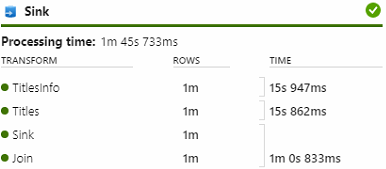 Sink
Processing time: 1m 45s 733ms
TRANSFORM ROWS TIME
TitlesInfo 1m 15s 947ms
Titles 1m 15s 862ms
Sink 1m
Join 1m 1m 0s 833ms